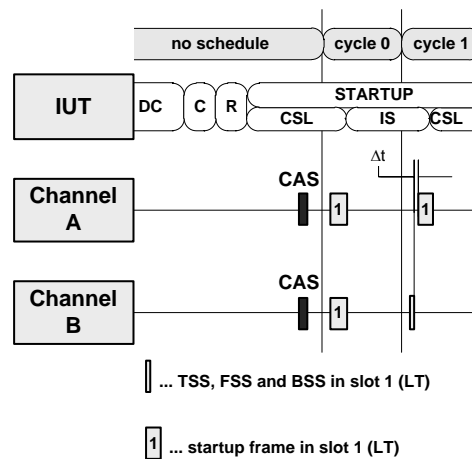 no schedule cycle 0 cycle 1
IUT DC C R STARTUP
CSL IS CSL
Δt
Channel A CAS 1 1
Channel B CAS 1
... TSS, FSS and BSS in slot 1 (LT)
1 ... startup frame in slot 1 (LT)